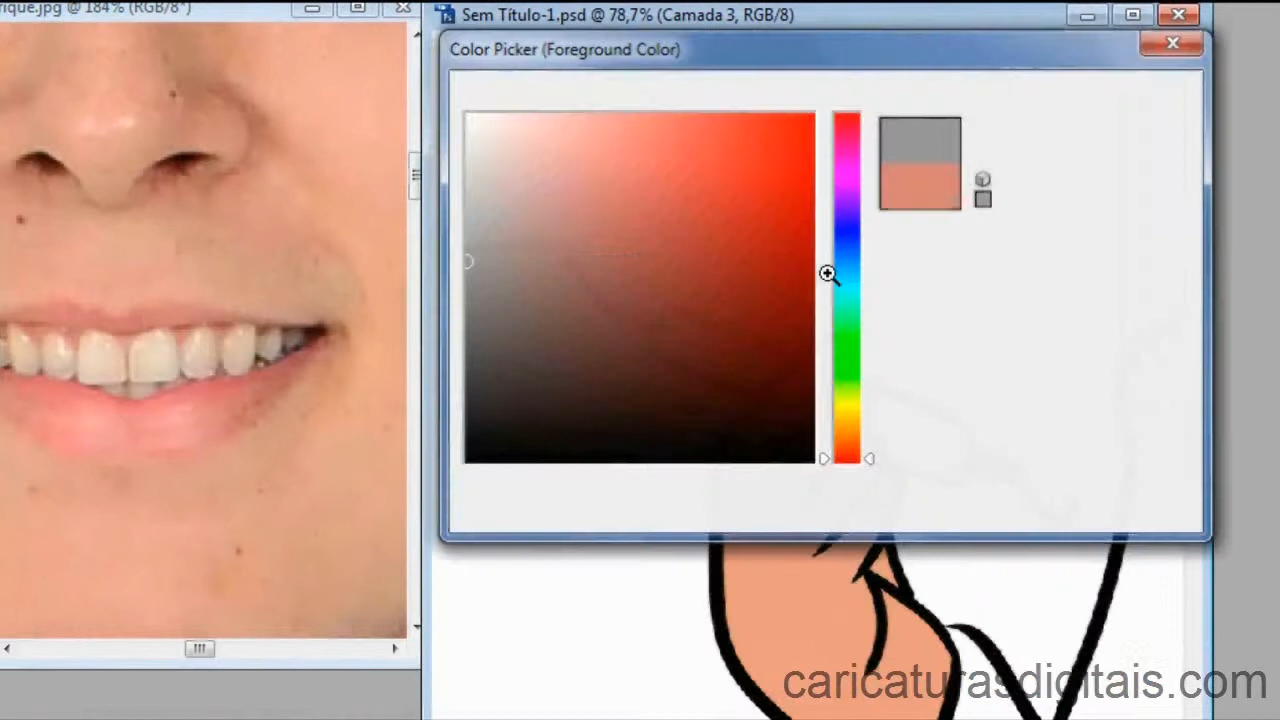 ique.jpg @ 184% (RGB/8*)
Sem Título-1.psd @ 78,7% (Camada 3, RGB/8)
Color Picker (Foreground Color)
caricaturasdigitais.com